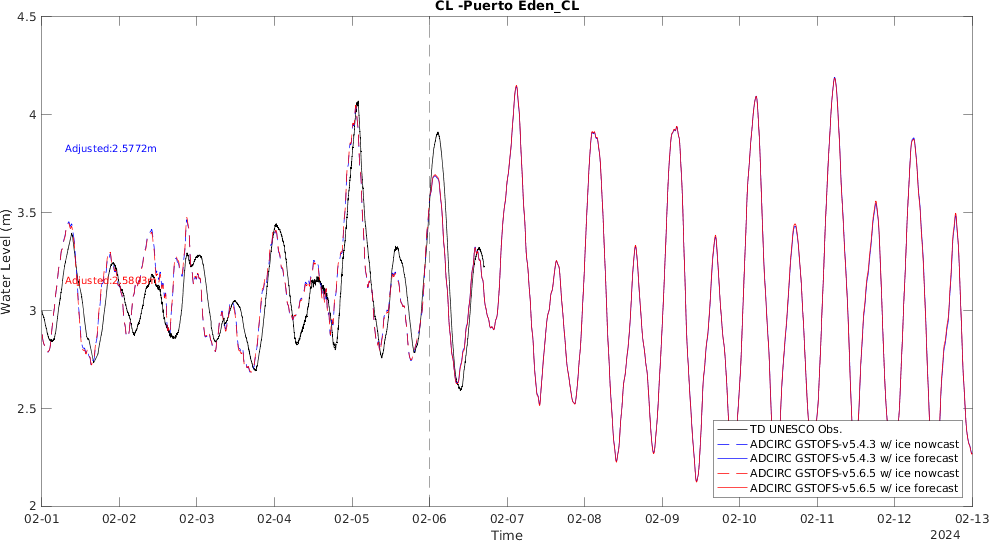 CL -Puerto Eden_CL
4.5
4
3.5
3
2.5
2
Water Level (m)
Adjusted:2.5772m
Adjusted:2.5803m
TD UNESCO Obs.
ADCIRC GSTOFS-v5.4.3 w/ ice nowcast
ADCIRC GSTOFS-v5.4.3 w/ ice forecast
ADCIRC GSTOFS-v5.6.5 w/ ice nowcast
ADCIRC GSTOFS-v5.6.5 w/ ice forecast
02-01 02-02 02-03 02-04 02-05 02-06 02-07 02-08 02-09 02-10 02-11 02-12 02-13
Time
2024